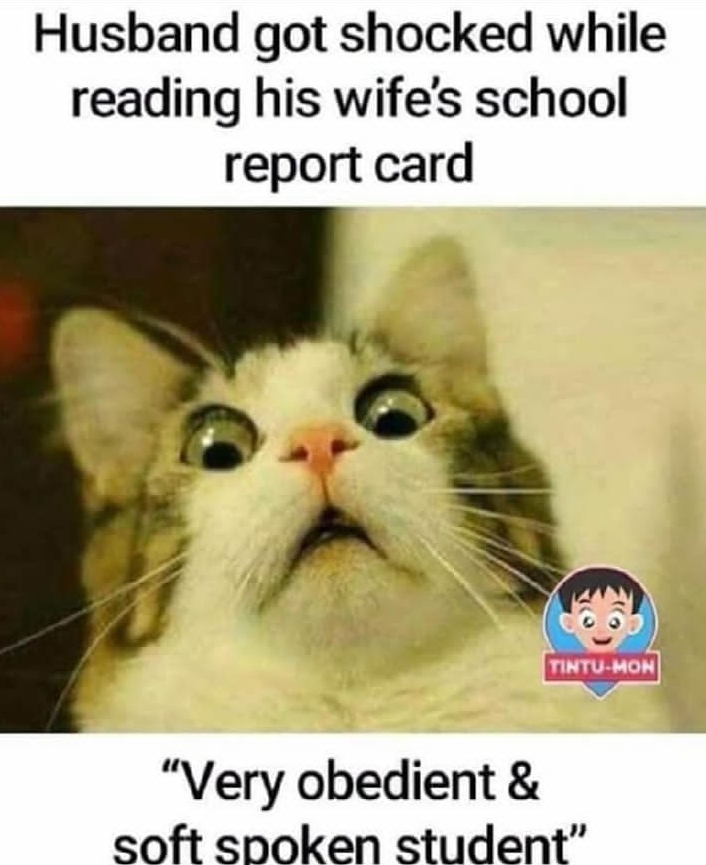 Husband got shocked while
reading his wife's school
report card
TINTU-MON
“Very obedient &
soft spoken student”